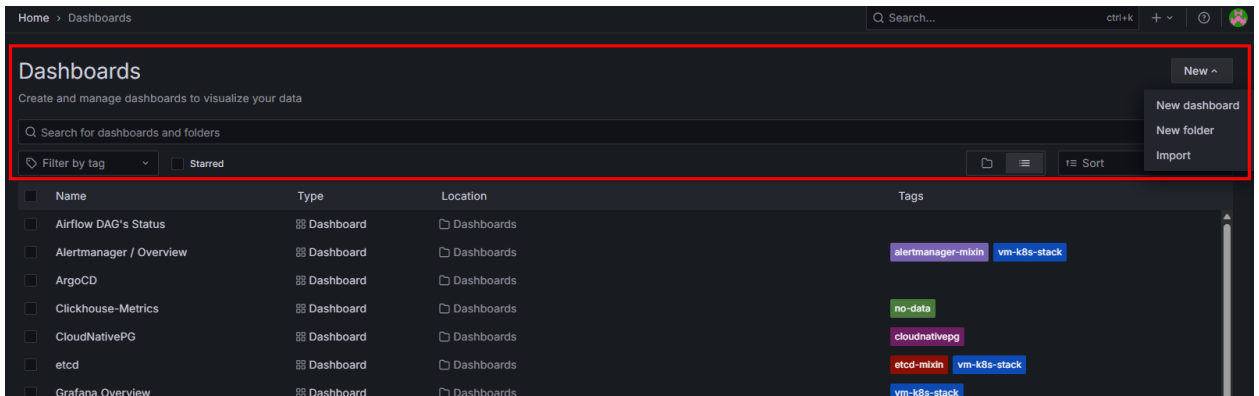 Home > Dashboards
Search... ctrl+k
Dashboards
New
Create and manage dashboards to visualize your data
New dashboard
New folder
Import
Search for dashboards and folders
Filter by tag Starred Sort
Name Type Location Tags
Airflow DAG's Status Dashboard Dashboards
Alertmanager / Overview Dashboard Dashboards alertmanager-mixin vm-k8s-stack
ArgoCD Dashboard Dashboards
Clickhouse-Metrics Dashboard Dashboards no-data
CloudNativePG Dashboard Dashboards cloudnativepg
etcd Dashboard Dashboards etcd-mixin vm-k8s-stack
Grafana Overview Dashboard Dashboards vm-k8s-stack